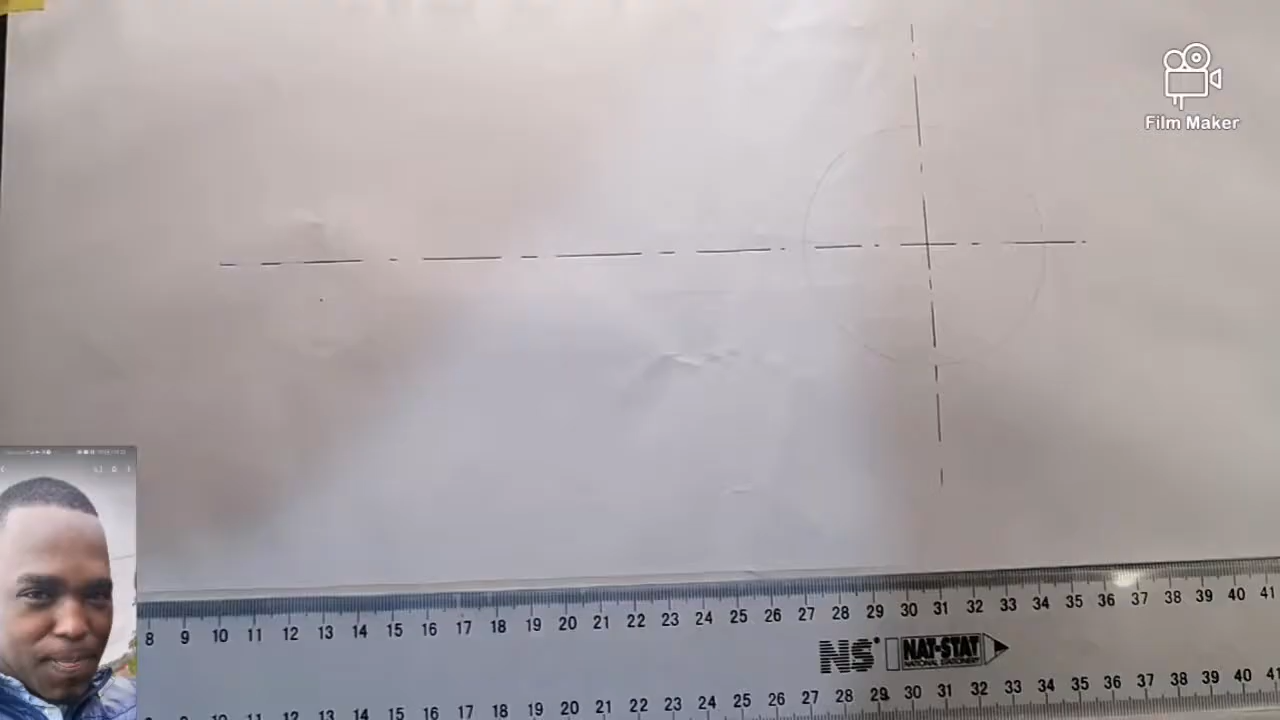 Film Maker
8 9 10 11 12 13 14 15 16 17 18 19 20 21 22 23 24 25 26 27 28 29 30 31 32 33 34 35 36 37 38 39 40 41
NS NAT-STAT
NATIONAL STATIONERY
10 11 12 13 14 15 16 17 18 19 20 21 22 23 24 25 26 27 28 29 30 31 32 33 34 35 36 37 38 39 40 41